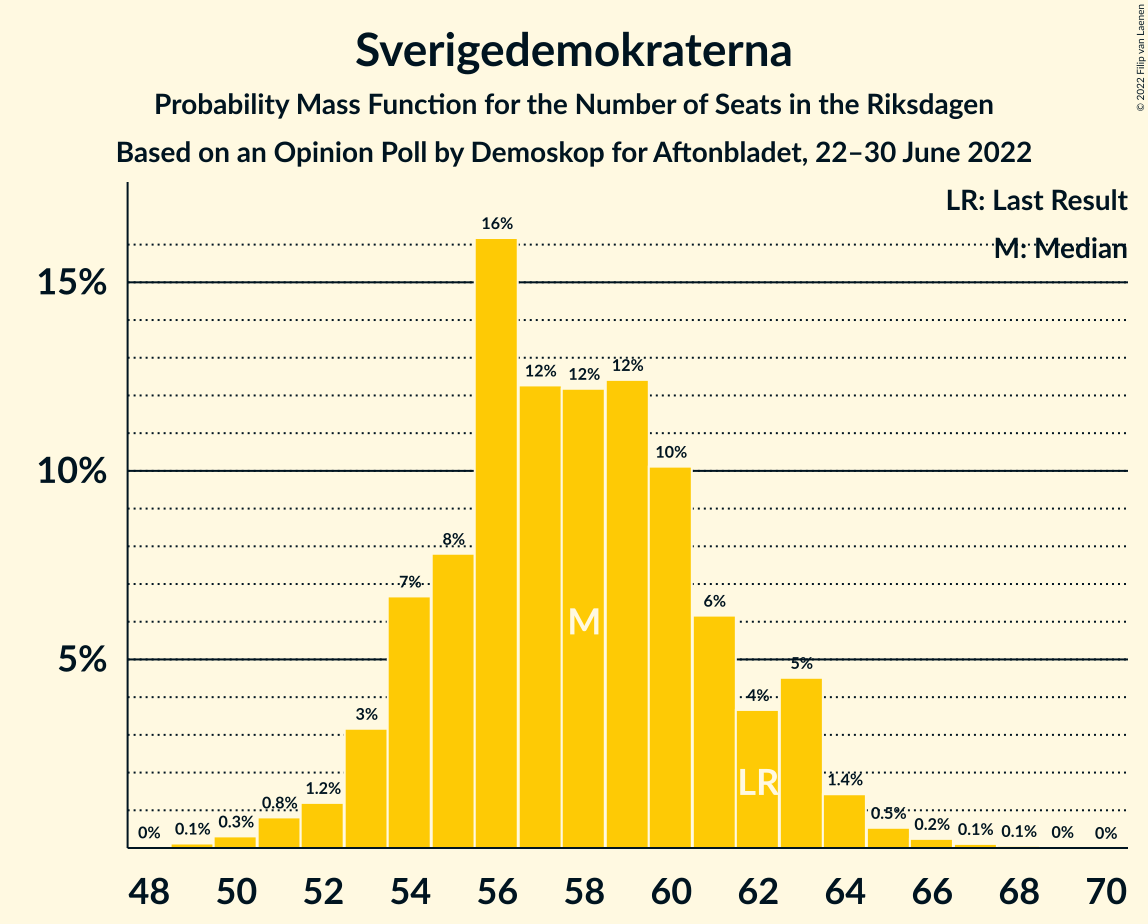 Sverigedemokraterna
Probability Mass Function for the Number of Seats in the Riksdagen
Based on an Opinion Poll by Demoskop for Aftonbladet, 22–30 June 2022
© 2022 Filip van Laenen
LR: Last Result
M: Median
15%
10%
5%
0%
0.1%
0.3%
0.8%
1.2%
3%
7%
8%
16%
12%
12%
12%
10%
6%
4%
5%
1.4%
0.5%
0.2%
0.1%
0.1%
0%
0%
M
LR
48 50 52 54 56 58 60 62 64 66 68 70